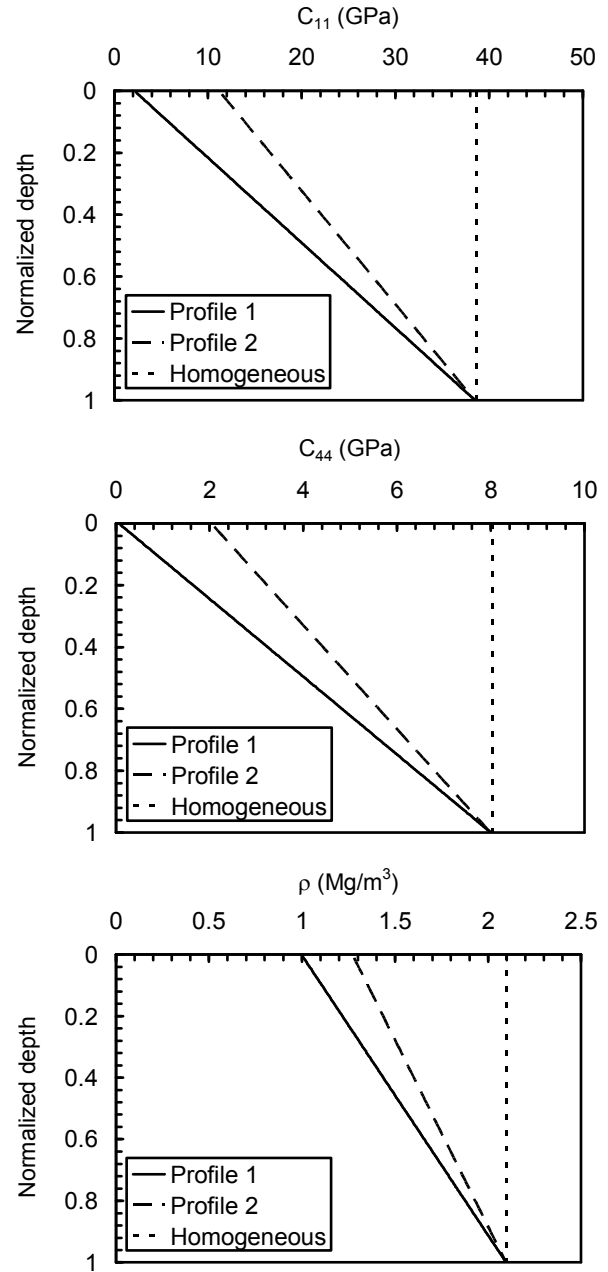 C₁₁ (GPa)
0 10 20 30 40 50
Normalized depth
0
0.2
0.4
0.6
0.8
1
Profile 1
Profile 2
Homogeneous
C₄₄ (GPa)
0 2 4 6 8 10
Normalized depth
0
0.2
0.4
0.6
0.8
1
Profile 1
Profile 2
Homogeneous
ρ (Mg/m³)
0 0.5 1 1.5 2 2.5
Normalized depth
0
0.2
0.4
0.6
0.8
1
Profile 1
Profile 2
Homogeneous